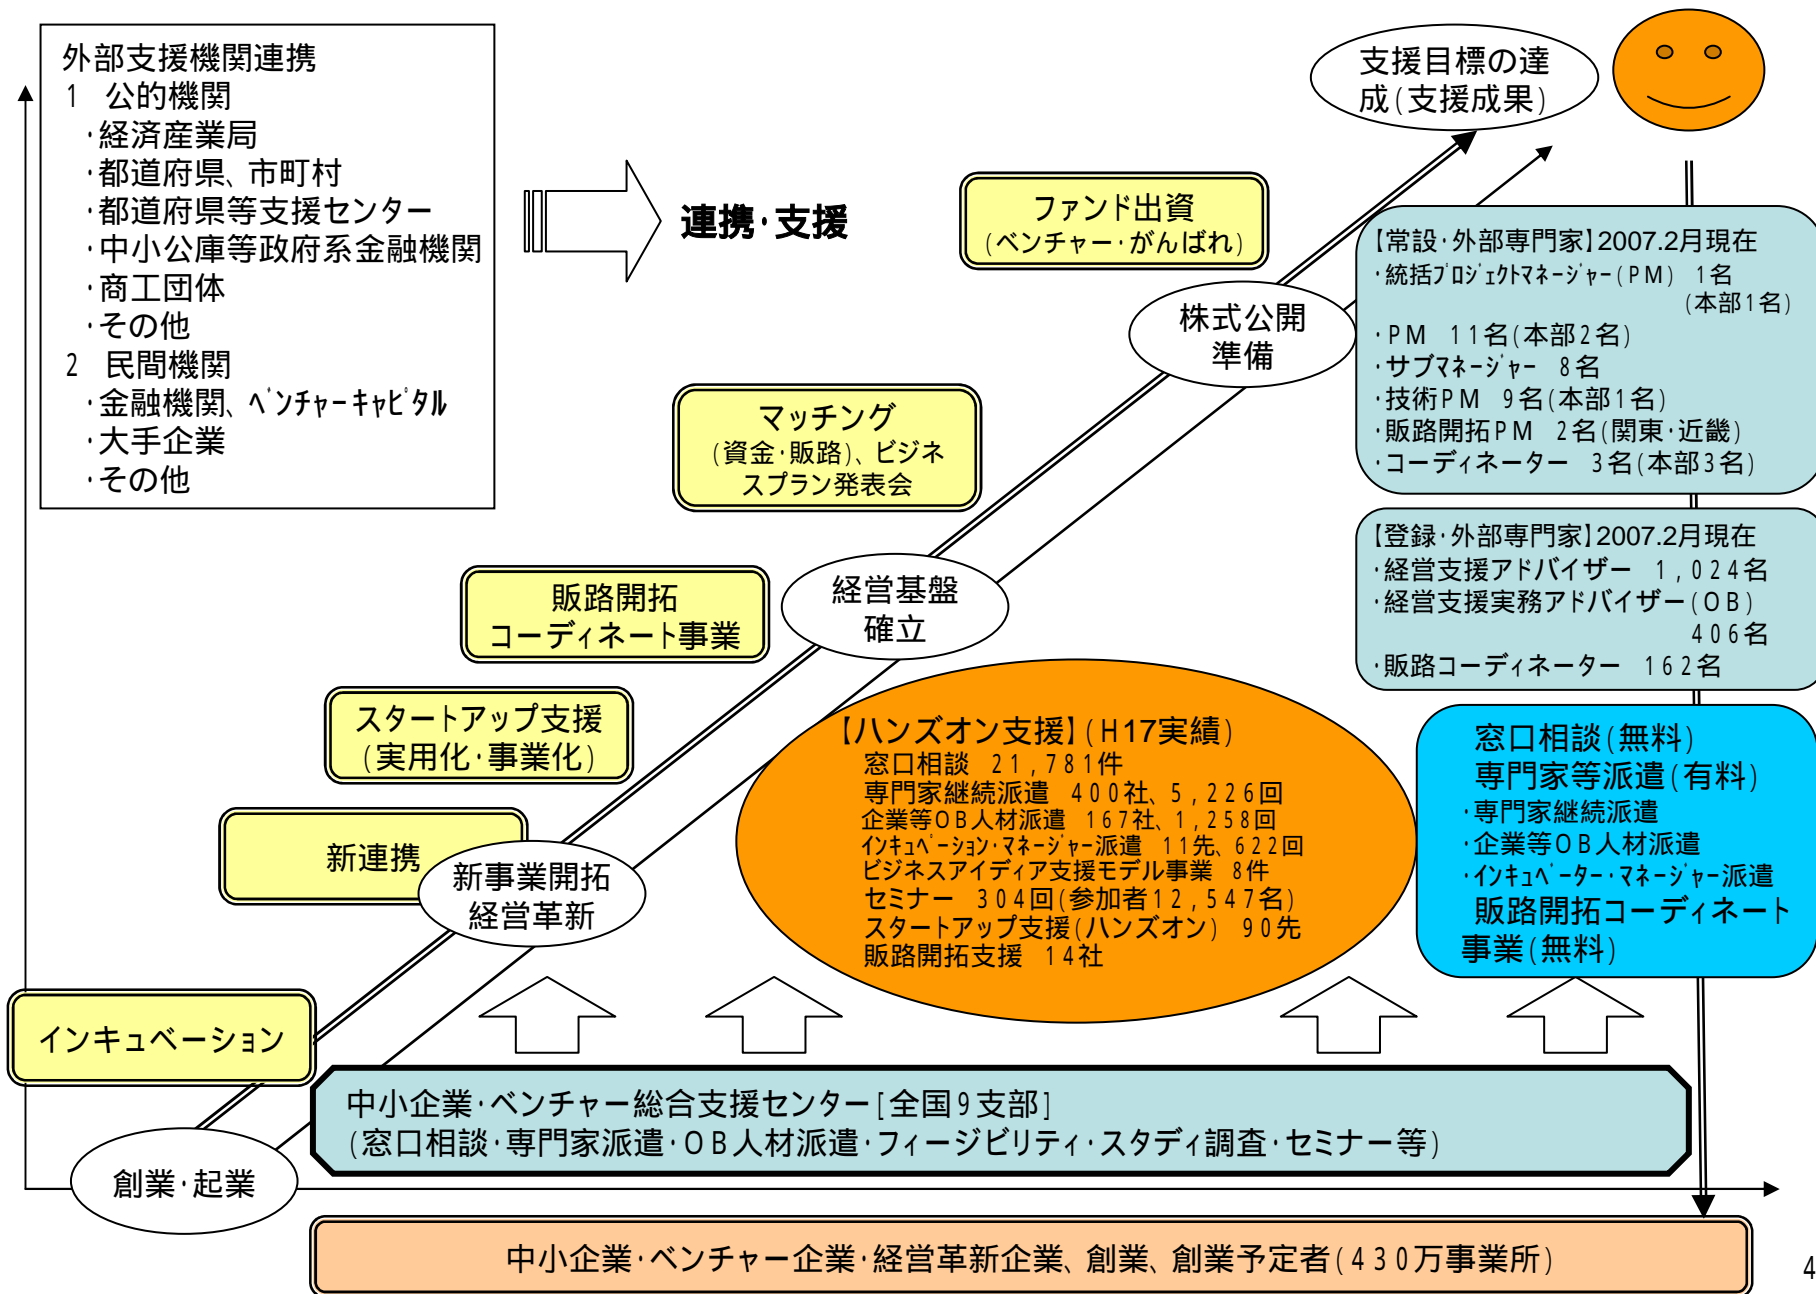 外部支援機関連携
1 公的機関
・経済産業局
・都道府県、市町村
・都道府県等支援センター
・中小公庫等政府系金融機関
・商工団体
・その他
2 民間機関
・金融機関、ベンチャーキャピタル
・大手企業
・その他
連携・支援
支援目標の達
成(支援成果)
ファンド出資
(ベンチャー・がんばれ)
株式公開
準備
マッチング
(資金・販路)、ビジネ
スプラン発表会
経営基盤
確立
販路開拓
コーディネート事業
スタートアップ支援
(実用化・事業化)
新連携
新事業開拓
経営革新
インキュベーション
創業・起業
【常設・外部専門家】2007.2月現在
・統括プロジェクトマネージャー(PM) 1名
(本部1名)
・PM 11名(本部2名)
・サブマネージャー 8名
・技術PM 9名(本部1名)
・販路開拓PM 2名(関東・近畿)
・コーディネーター 3名(本部3名)
【登録・外部専門家】2007.2月現在
・経営支援アドバイザー 1,024名
・経営支援実務アドバイザー(OB)
406名
・販路コーディネーター 162名
【ハンズオン支援】(H17実績)
窓口相談 21,781件
専門家継続派遣 400社、5,226回
企業等OB人材派遣 167社、1,258回
インキュベーション・マネージャー派遣 11先、622回
ビジネスアイディア支援モデル事業 8件
セミナー 304回(参加者12,547名)
スタートアップ支援(ハンズオン) 90先
販路開拓支援 14社
窓口相談(無料)
専門家等派遣(有料)
・専門家継続派遣
・企業等OB人材派遣
・インキュベーター・マネージャー派遣
販路開拓コーディネート
事業(無料)
中小企業・ベンチャー総合支援センター[全国9支部]
(窓口相談・専門家派遣・OB人材派遣・フィージビリティ・スタディ調査・セミナー等)
中小企業・ベンチャー企業・経営革新企業、創業、創業予定者(430万事業所)
4